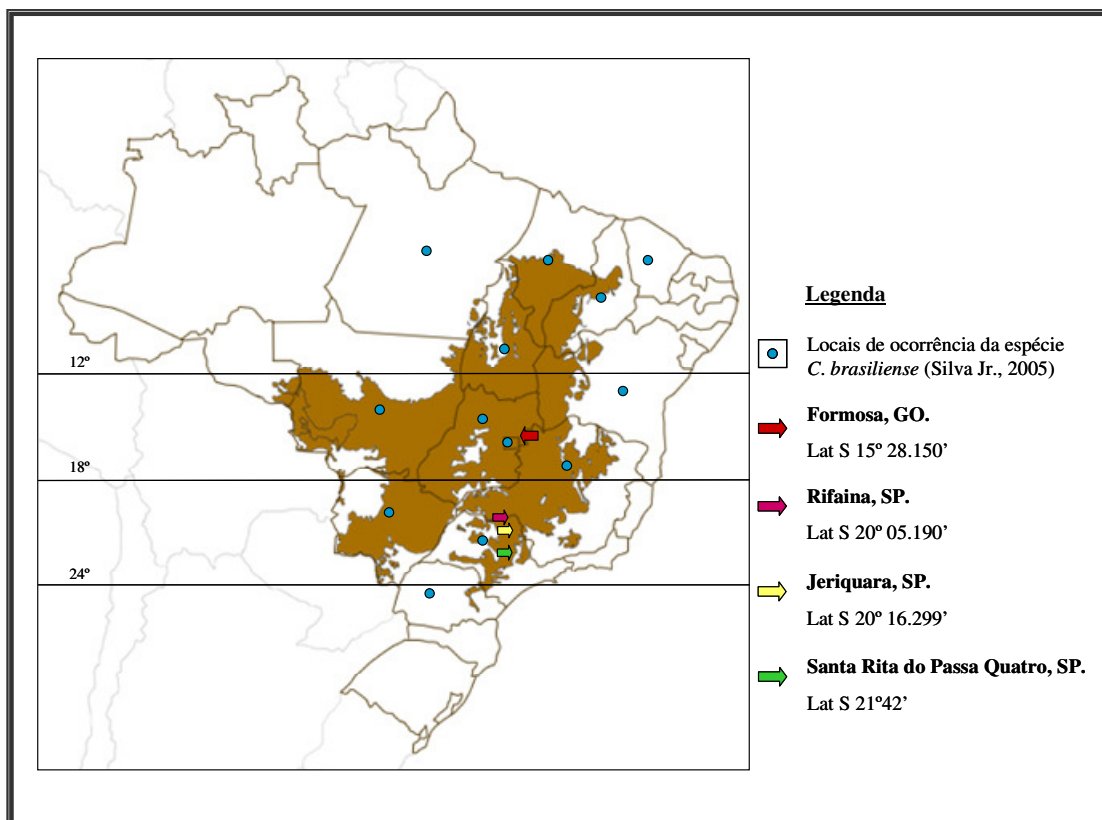 12º
18º
24º
Legenda
Locais de ocorrência da espécie
C. brasiliense (Silva Jr., 2005)
Formosa, GO.
Lat S 15º 28.150’
Rifaina, SP.
Lat S 20º 05.190’
Jeriquara, SP.
Lat S 20º 16.299’
Santa Rita do Passa Quatro, SP.
Lat S 21º42’